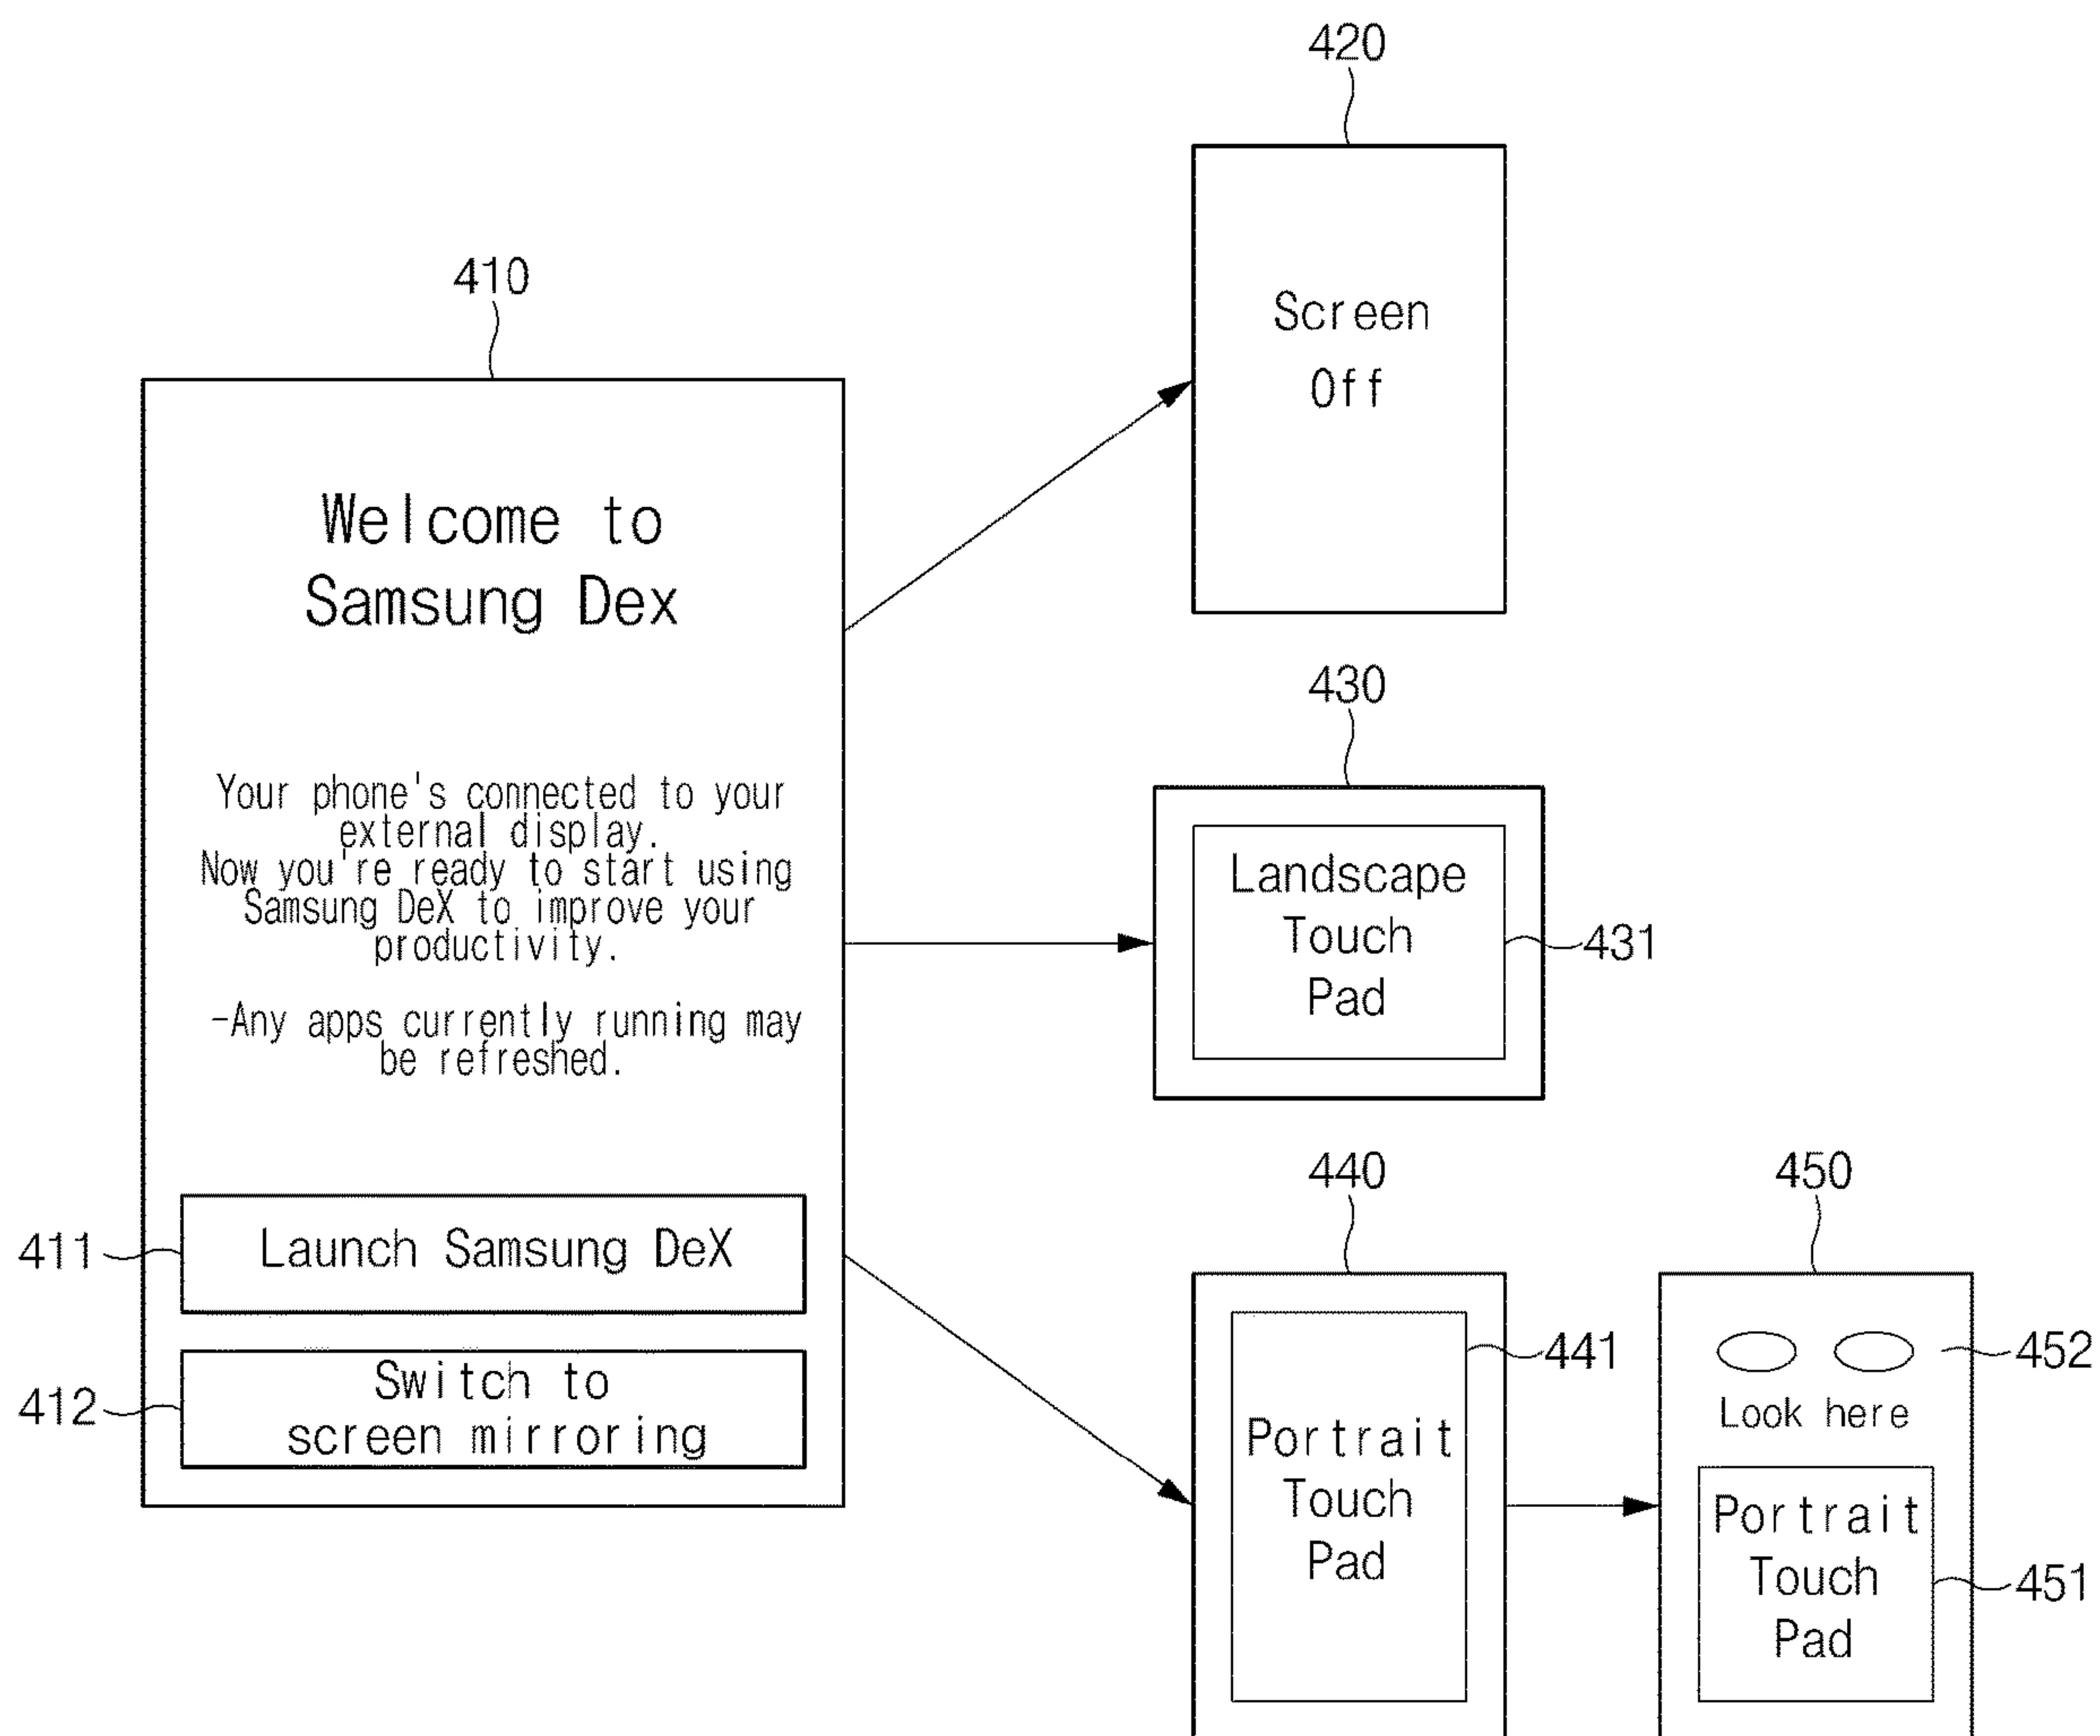 420
410
Screen
Off
Welcome to
Samsung Dex
430
Your phone's connected to your
external display.
Now you're ready to start using
Samsung DeX to improve your
productivity.
-Any apps currently running may
be refreshed.
Landscape
Touch
Pad
431
440
450
411
Launch Samsung DeX
412
Switch to
screen mirroring
441
Portrait
Touch
Pad
452
Look here
Portrait
Touch
Pad
451